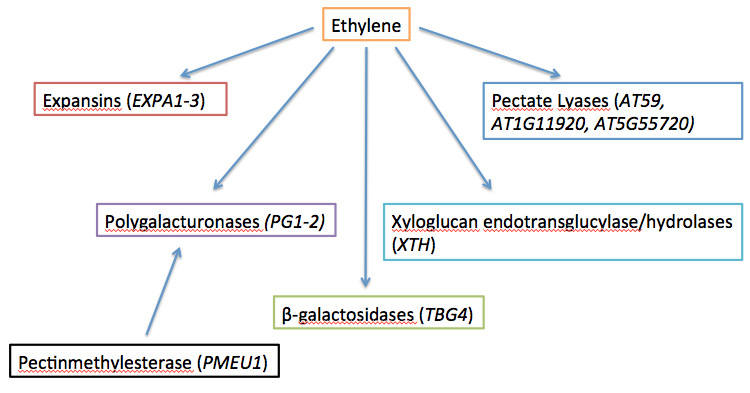 Ethylene
Expansins (EXPA1-3)
Pectate Lyases (AT59,
AT1G11920, AT5G55720)
Polygalacturonases (PG1-2)
Xyloglucan endotransglucylase/hydrolases
(XTH)
β-galactosidases (TBG4)
Pectinmethylesterase (PMEU1)